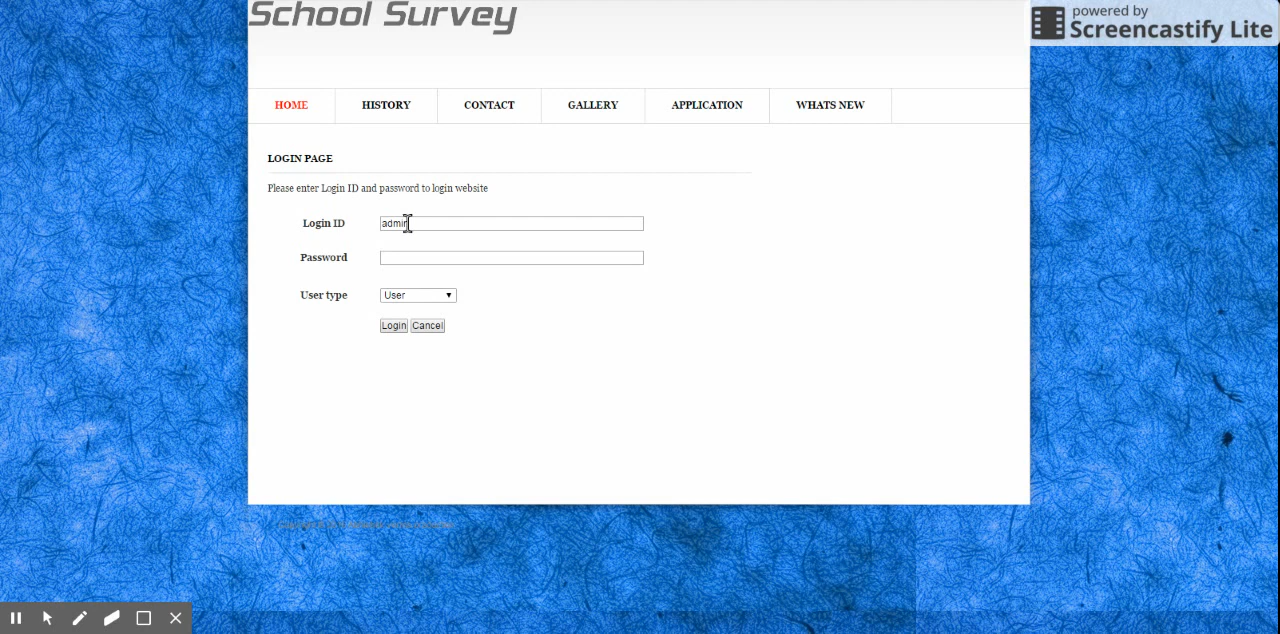 School Survey
powered by
Screencastify Lite
HOME HISTORY CONTACT GALLERY APPLICATION WHATS NEW
LOGIN PAGE
Please enter Login ID and password to login website
Login ID admin
Password
User type User
Login Cancel